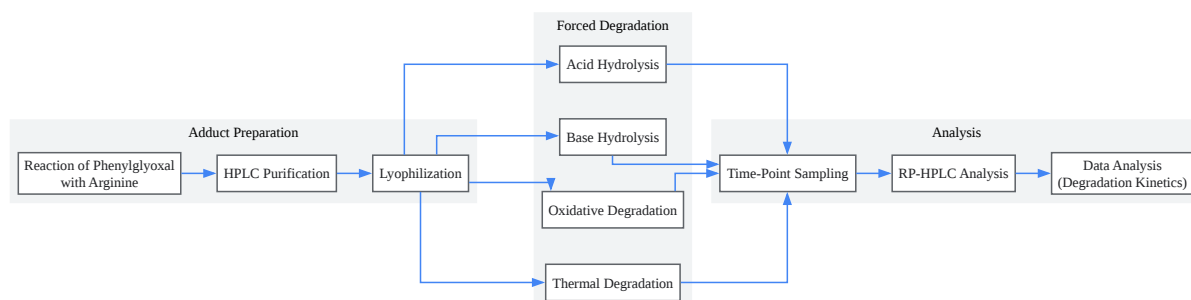 Forced Degradation
Acid Hydrolysis
Adduct Preparation
Base Hydrolysis
Analysis
Reaction of Phenylglyoxal
with Arginine
HPLC Purification
Lyophilization
Time-Point Sampling
RP-HPLC Analysis
Data Analysis
(Degradation Kinetics)
Oxidative Degradation
Thermal Degradation